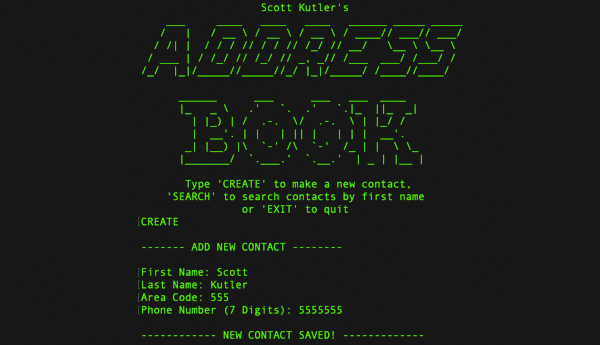 Scott Kutler's
ADDRESS
BOOK
Type 'CREATE' to make a new contact,
'SEARCH' to search contacts by first name
or 'EXIT' to quit
CREATE
------- ADD NEW CONTACT --------
First Name: Scott
Last Name: Kutler
Area Code: 555
Phone Number (7 Digits): 5555555
------------ NEW CONTACT SAVED! -------------